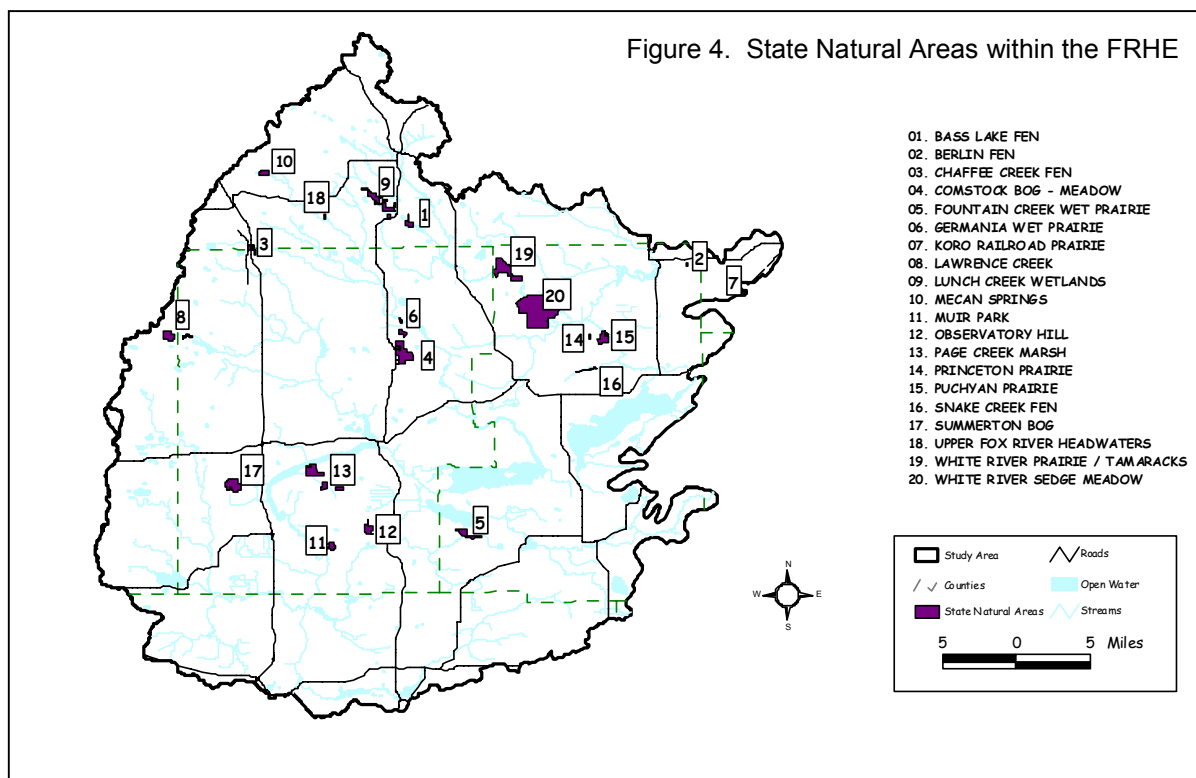 Figure 4.  State Natural Areas within the FRHE
01. BASS LAKE FEN
02. BERLIN FEN
03. CHAFFEE CREEK FEN
04. COMSTOCK BOG - MEADOW
05. FOUNTAIN CREEK WET PRAIRIE
06. GERMANIA WET PRAIRIE
07. KORO RAILROAD PRAIRIE
08. LAWRENCE CREEK
09. LUNCH CREEK WETLANDS
10. MECAN SPRINGS
11. MUIR PARK
12. OBSERVATORY HILL
13. PAGE CREEK MARSH
14. PRINCETON PRAIRIE
15. PUCHYAN PRAIRIE
16. SNAKE CREEK FEN
17. SUMMERTON BOG
18. UPPER FOX RIVER HEADWATERS
19. WHITE RIVER PRAIRIE / TAMARACKS
20. WHITE RIVER SEDGE MEADOW
10
9
18
1
3
19
2
7
20
8
6
14
15
4
16
17
13
5
12
11
N
W E
S
Study Area Roads
Counties Open Water
State Natural Areas Streams
5 0 5 Miles